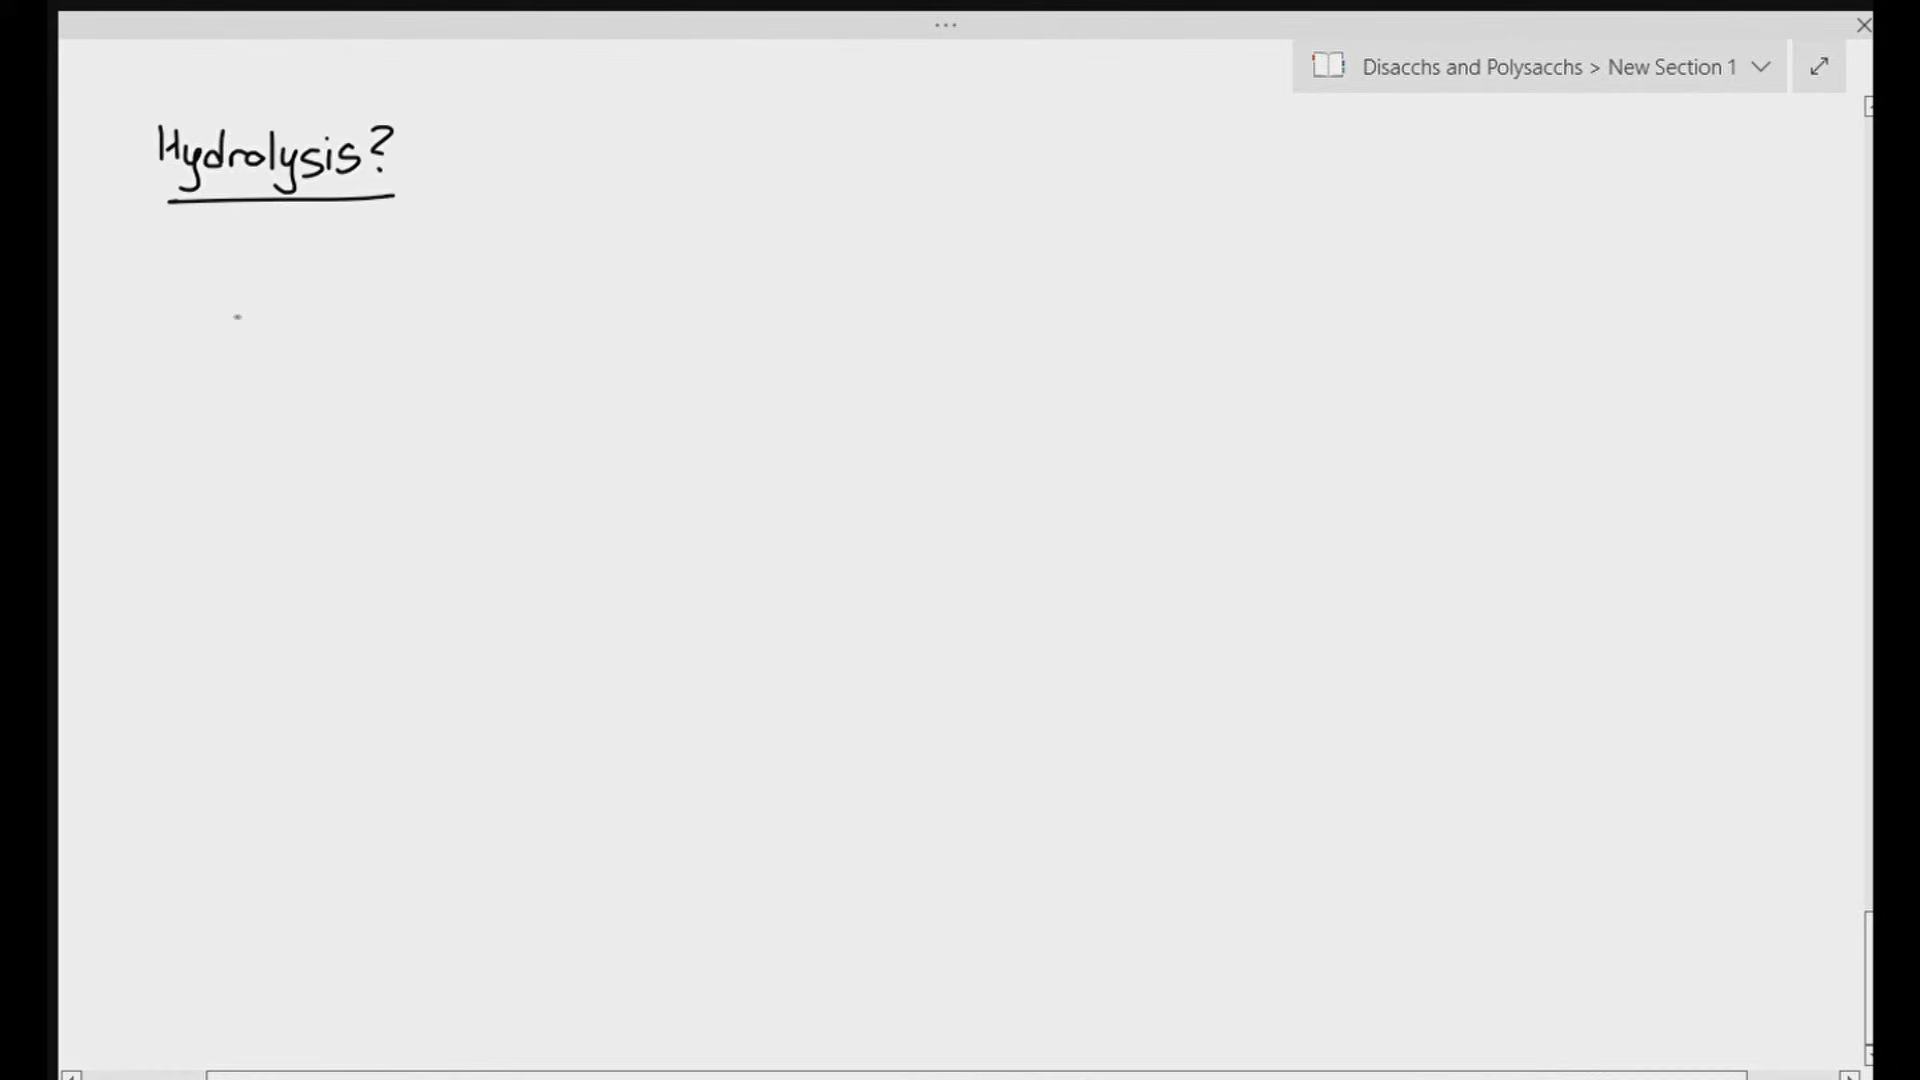 ...
Disacchs and Polysacchs > New Section 1
Hydrolysis?